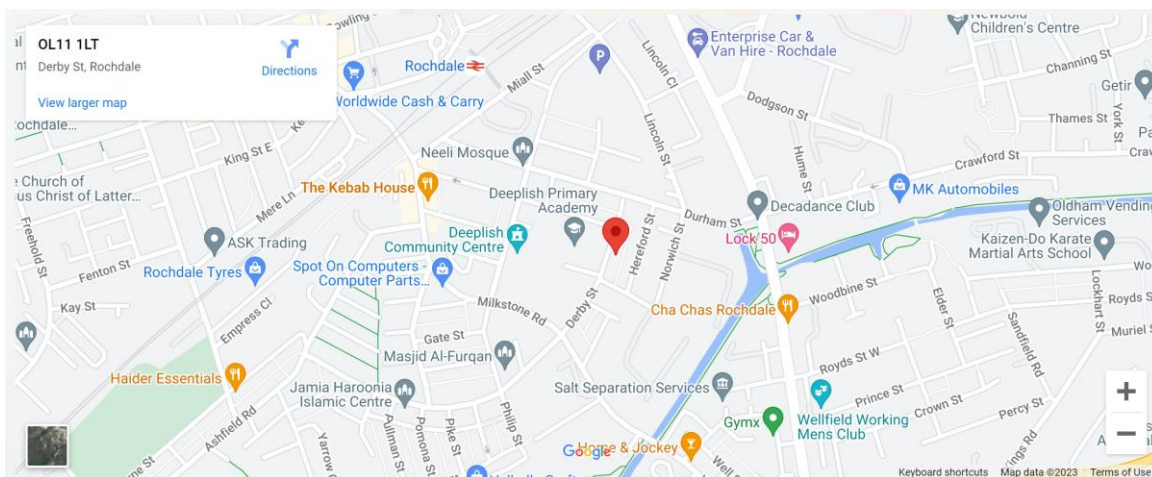 OL11 1LT
Derby St, Rochdale
Directions
View larger map
Rochdale
Worldwide Cash & Carry
Miall St
Lincoln Cl
Lincoln St
P
Enterprise Car &
Van Hire - Rochdale
Newbold
Children's Centre
Channing St
Getir
Dodgson St
Thames St
York St
Hume St
Crawford St
King St E
Neeli Mosque
The Kebab House
Deeplish Primary
Academy
Durham St
Decadance Club
MK Automobiles
Oldham Vending
Services
Kaizen-Do Karate
Martial Arts School
e Church of
us Christ of Latter...
Freehold St
Mere Ln
ASK Trading
Fenton St
Rochdale Tyres
Deeplish
Community Centre
Spot On Computers -
Computer Parts...
Hereford St
Norwich St
Lock 50
Woodbine St
Elder St
Lockhart St
Kay St
Empress Cl
Milkstone Rd
Derby St
Cha Chas Rochdale
Sandfield Rd
Royds St
Muriel St
Gate St
Masjid Al-Furqan
Royds St W
Haider Essentials
Jamia Haroonia
Islamic Centre
Salt Separation Services
Prince St
Crown St
Percy St
Wellfield Working
Mens Club
Gymx
Ashfield Rd
Pullman St
Pomona St
Pike St
Philip St
Google
Horse & Jockey
Kings Rd
Keyboard shortcuts
Map data ©2023
Terms of Use